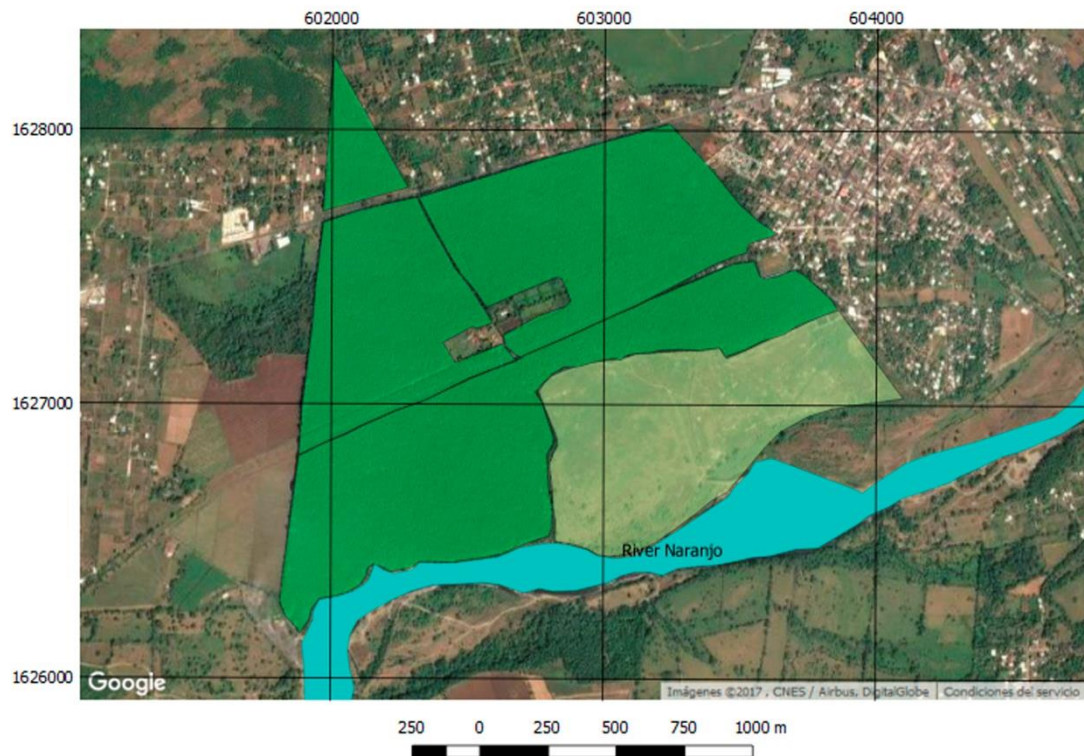 602000 603000 604000
1628000
1627000
River Naranjo
1626000
Google
Imágenes ©2017 , CNES / Airbus, DigitalGlobe Condiciones del servicio
250 0 250 500 750 1000 m